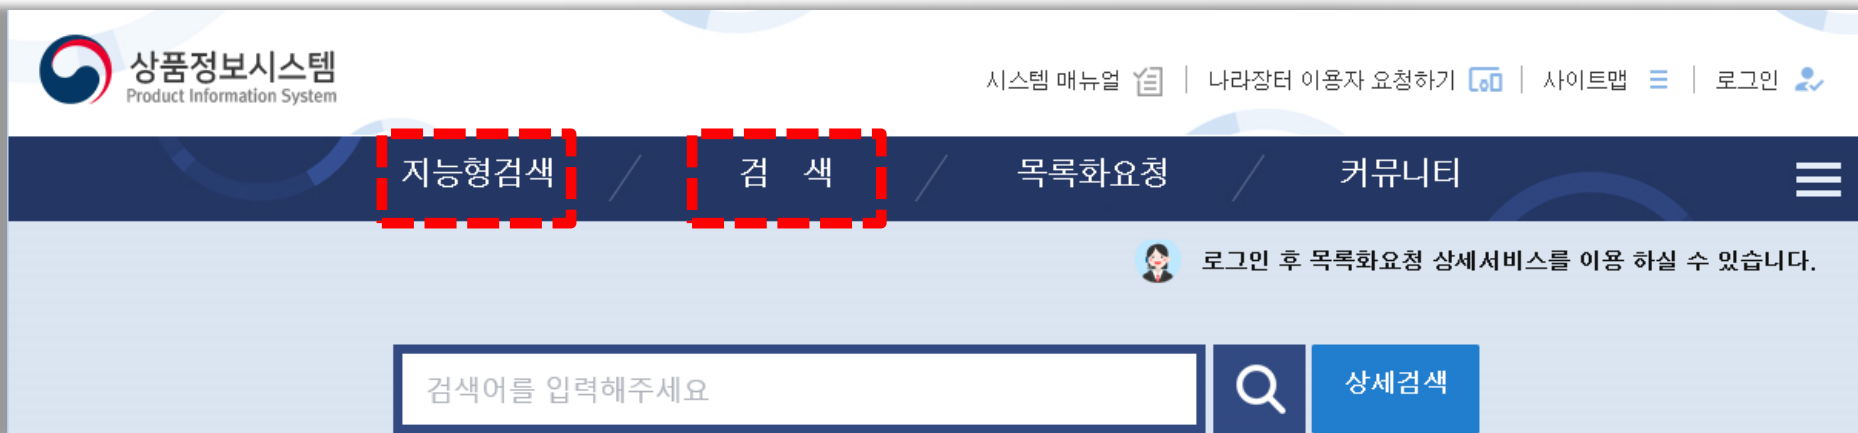 상품정보시스템
Product Information System
시스템 매뉴얼 나라장터 이용자 요청하기 사이트맵 로그인
지능형검색 검 색 목록화요청 커뮤니티
로그인 후 목록화요청 상세서비스를 이용 하실 수 있습니다.
검색어를 입력해주세요 상세검색